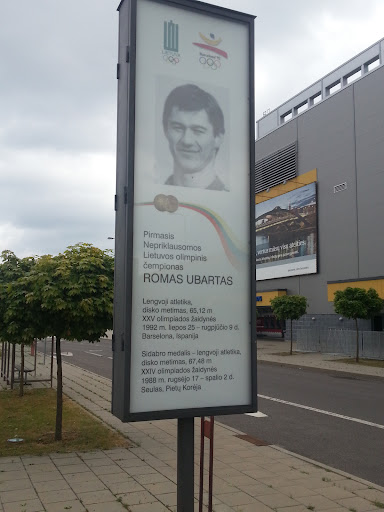 Pirmasis
Nepriklausomos
Lietuvos olimpinis
čempionas
ROMAS UBARTAS
Lengvoji atletika,
disko metimas, 65,12 m
XXV olimpiados žaidynės
1992 m. liepos 25 – rugpjūčio 9 d.
Barselona, Ispanija
Sidabro medalis – lengvoji atletika,
disko metimas, 67,48 m
XXIV olimpiados žaidynės
1988 m. rugsėjo 17 – spalio 2 d.
Seulas, Pietų Korėja